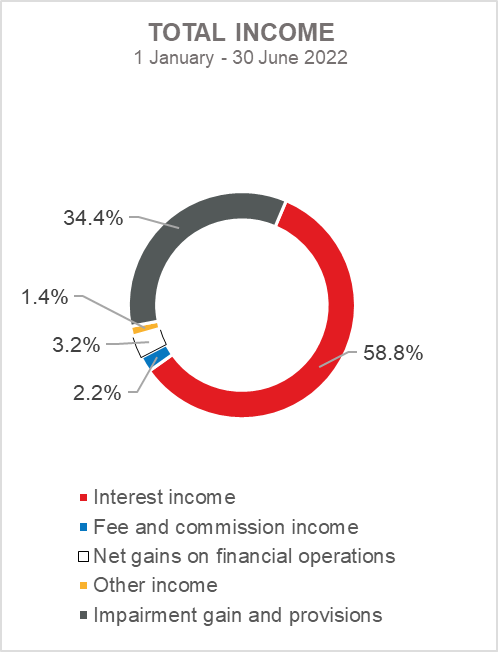 TOTAL INCOME
1 January - 30 June 2022
34.4%
1.4%
3.2%
58.8%
2.2%
Interest income
Fee and commission income
Net gains on financial operations
Other income
Impairment gain and provisions